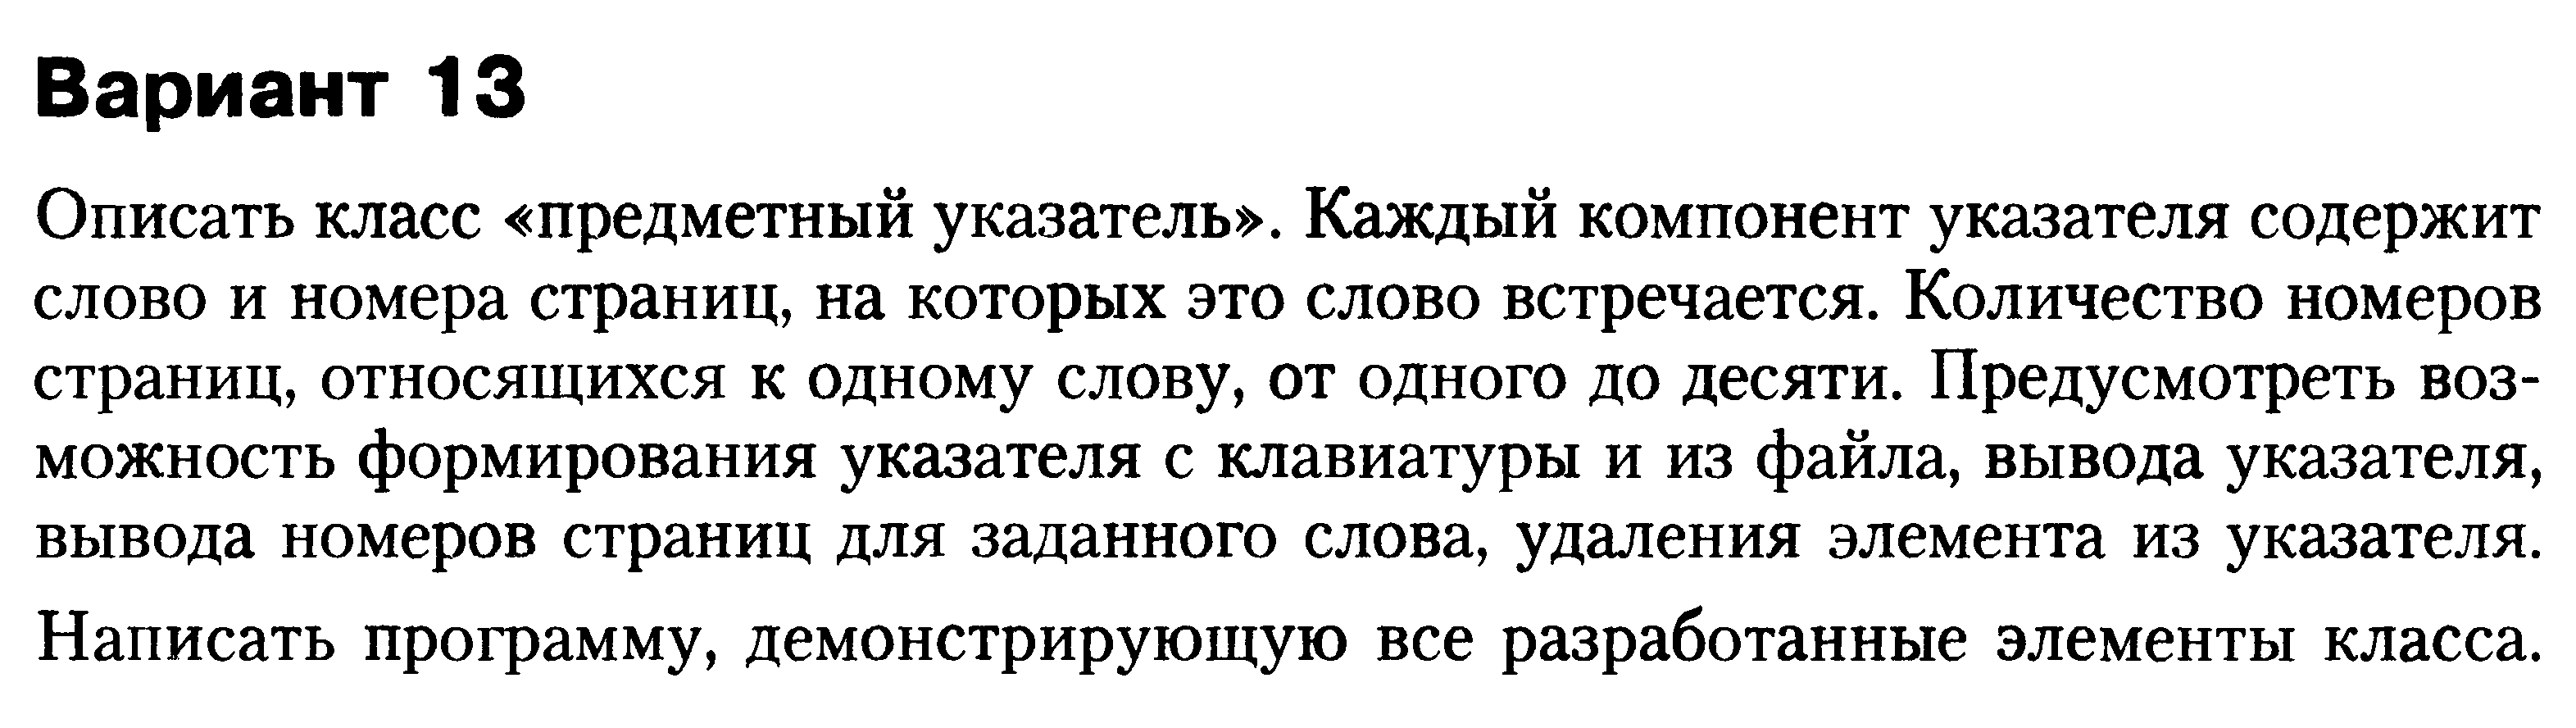 Вариант 13
Описать класс «предметный указатель». Каждый компонент указателя содержит
слово и номера страниц, на которых это слово встречается. Количество номеров
страниц, относящихся к одному слову, от одного до десяти. Предусмотреть воз-
можность формирования указателя с клавиатуры и из файла, вывода указателя,
вывода номеров страниц для заданного слова, удаления элемента из указателя.
Написать программу, демонстрирующую все разработанные элементы класса.